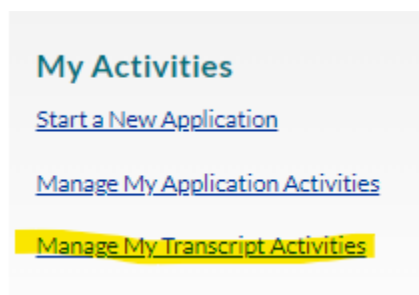 My Activities
Start a New Application
Manage My Application Activities
Manage My Transcript Activities